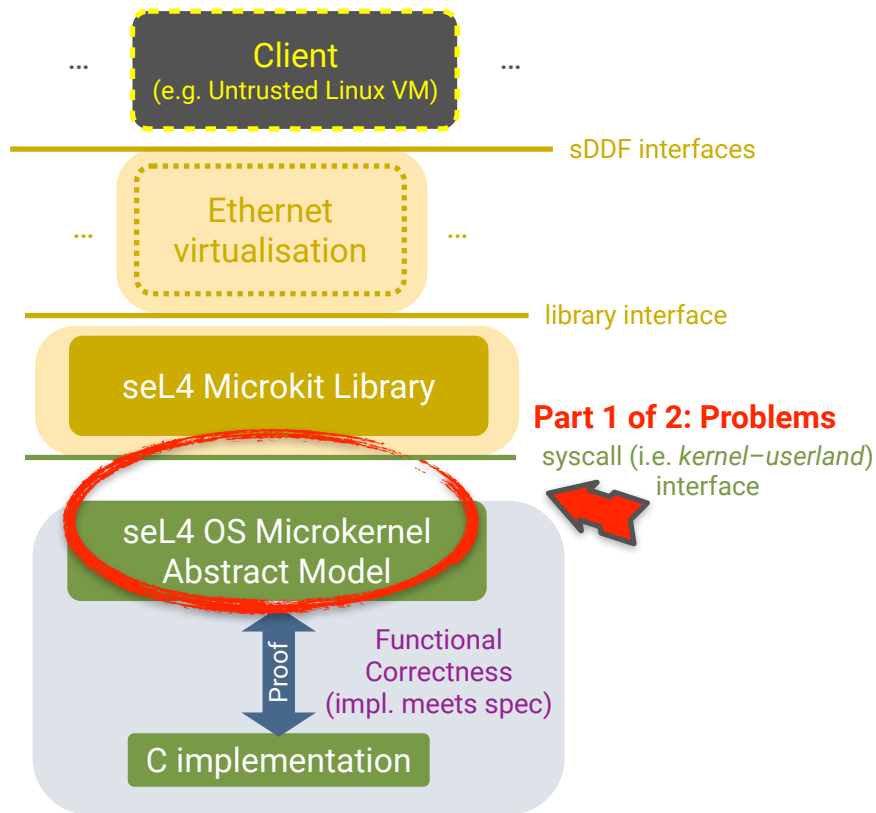 Client
(e.g. Untrusted Linux VM)
... ...
sDDF interfaces
Ethernet
virtualisation
... ...
library interface
seL4 Microkit Library
Part 1 of 2: Problems
syscall (i.e. kernel–userland)
interface
seL4 OS Microkernel
Abstract Model
Proof
Functional
Correctness
(impl. meets spec)
C implementation